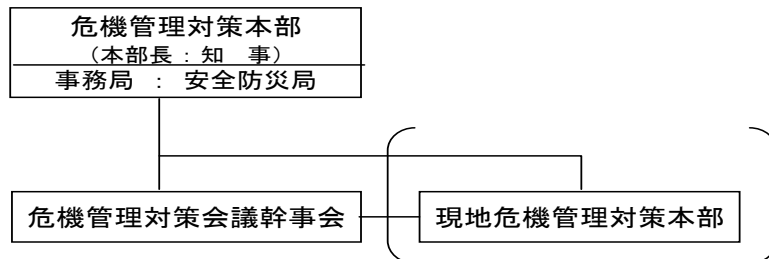 危機管理対策本部
（本部長：知　事）
事務局　：　安全防災局
危機管理対策会議幹事会
現地危機管理対策本部